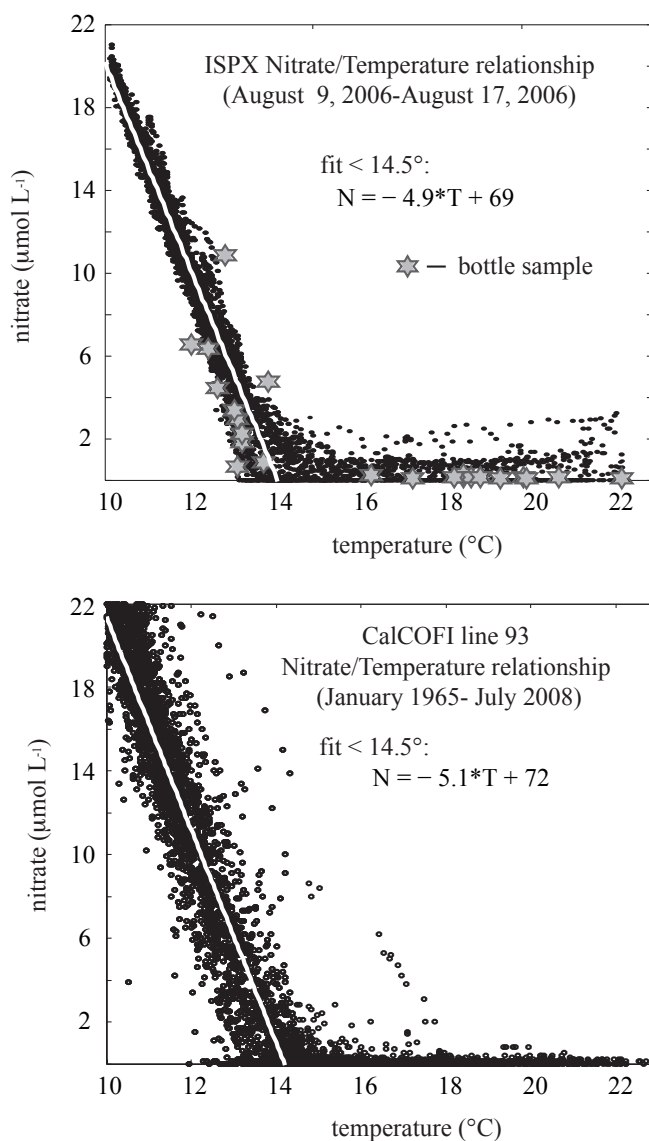 22
18
14
10
6
2
nitrate (μmol L⁻¹)
ISPX Nitrate/Temperature relationship
(August 9, 2006-August 17, 2006)
fit < 14.5°:
N = − 4.9*T + 69
— bottle sample
10 12 14 16 18 20 22
temperature (°C)
22
18
14
10
6
2
nitrate (μmol L⁻¹)
CalCOFI line 93
Nitrate/Temperature relationship
(January 1965- July 2008)
fit < 14.5°:
N = − 5.1*T + 72
10 12 14 16 18 20 22
temperature (°C)